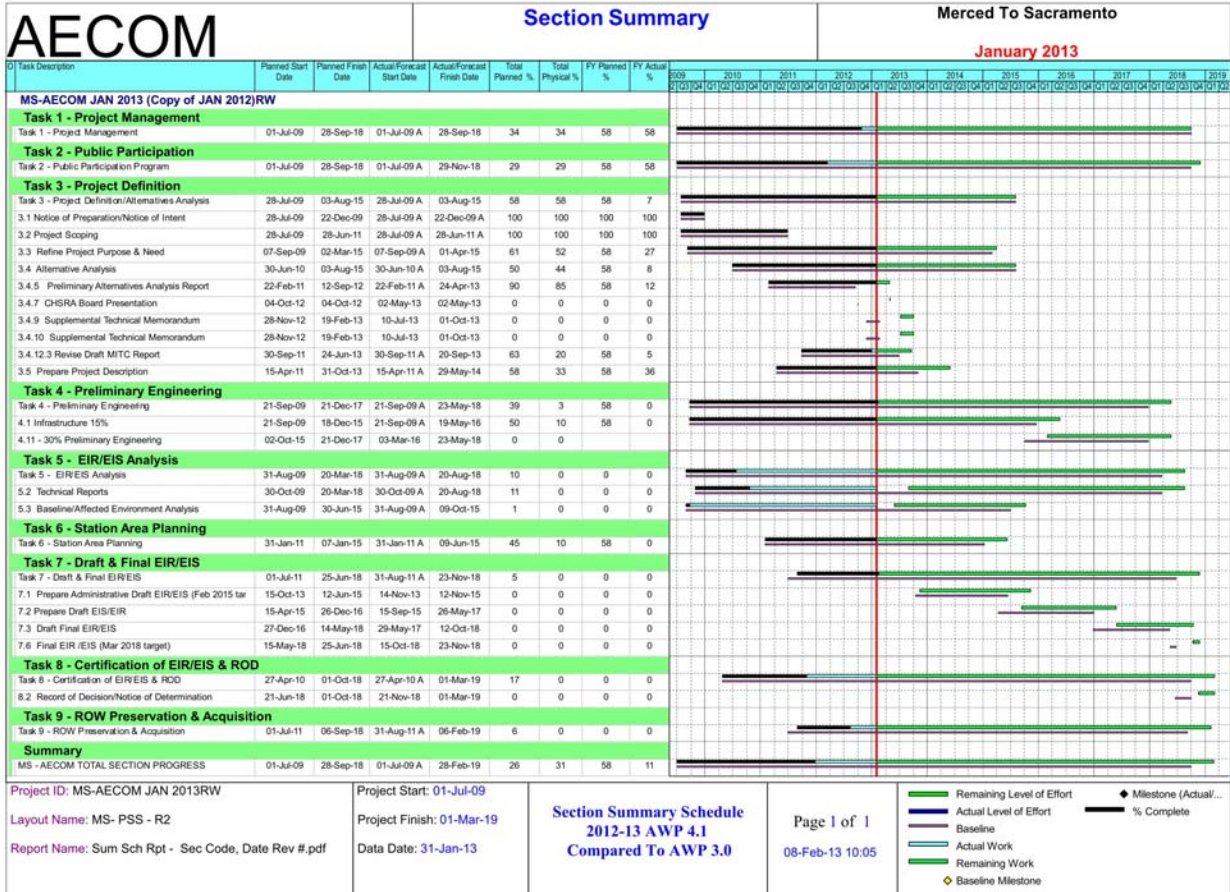 AECOM
Section Summary
Merced To Sacramento
January 2013
O Task Description Planned Start Date Planned Finish Date Actual/Forecast Start Date Actual/Forecast Finish Date Total Planned % Total Physical % FY Planned % FY Actual %
2009 2010 2011 2012 2013 2014 2015 2016 2017 2018 2019
MS-AECOM JAN 2013 (Copy of JAN 2012)RW
Task 1 - Project Management
Task 1 - Project Management 01-Jul-09 28-Sep-18 01-Jul-09 A 28-Sep-18 34 34 58 58
Task 2 - Public Participation
Task 2 - Public Participation Program 01-Jul-09 28-Sep-18 01-Jul-09 A 29-Nov-18 29 29 58 58
Task 3 - Project Definition
Task 3 - Project Definition/Alternatives Analysis 28-Jul-09 03-Aug-15 28-Jul-09 A 03-Aug-15 58 58 58 7
3.1 Notice of Preparation/Notice of Intent 28-Jul-09 22-Dec-09 28-Jul-09 A 22-Dec-09 A 100 100 100 100
3.2 Project Scoping 28-Jul-09 28-Jun-11 28-Jul-09 A 28-Jun-11 A 100 100 100 100
3.3 Refine Project Purpose & Need 07-Sep-09 02-Mar-15 07-Sep-09 A 01-Apr-15 61 52 58 27
3.4 Alternative Analysis 30-Jun-10 03-Aug-15 30-Jun-10 A 03-Aug-15 50 44 58 8
3.4.5 Preliminary Alternatives Analysis Report 22-Feb-11 12-Sep-12 22-Feb-11 A 24-Apr-13 90 85 58 12
3.4.7 CHSRA Board Presentation 04-Oct-12 04-Oct-12 02-May-13 02-May-13 0 0 0 0
3.4.9 Supplemental Technical Memorandum 28-Nov-12 19-Feb-13 10-Jul-13 01-Oct-13 0 0 0 0
3.4.10 Supplemental Technical Memorandum 28-Nov-12 19-Feb-13 10-Jul-13 01-Oct-13 0 0 0 0
3.4.12.3 Revise Draft MITC Report 30-Sep-11 24-Jun-13 30-Sep-11 A 20-Sep-13 63 20 58 5
3.5 Prepare Project Description 15-Apr-11 31-Oct-13 15-Apr-11 A 29-May-14 58 33 58 36
Task 4 - Preliminary Engineering
Task 4 - Preliminary Engineering 21-Sep-09 21-Dec-17 21-Sep-09 A 23-May-18 39 3 58 0
4.1 Infrastructure 15% 21-Sep-09 18-Dec-15 21-Sep-09 A 19-May-16 50 10 58 0
4.11 - 30% Preliminary Engineering 02-Oct-15 21-Dec-17 03-Mar-16 23-May-18 0 0
Task 5 - EIR/EIS Analysis
Task 5 - EIR/EIS Analysis 31-Aug-09 20-Mar-18 31-Aug-09 A 20-Aug-18 10 0 0 0
5.2 Technical Reports 30-Oct-09 20-Mar-18 30-Oct-09 A 20-Aug-18 11 0 0 0
5.3 Baseline/Affected Environment Analysis 31-Aug-09 30-Jun-15 31-Aug-09 A 09-Oct-15 1 0 0 0
Task 6 - Station Area Planning
Task 6 - Station Area Planning 31-Jan-11 07-Jan-15 31-Jan-11 A 09-Jun-15 45 10 58 0
Task 7 - Draft & Final EIR/EIS
Task 7 - Draft & Final EIR/EIS 01-Jul-11 25-Jun-18 31-Aug-11 A 23-Nov-18 5 0 0 0
7.1 Prepare Administrative Draft EIR/EIS (Feb 2015 tar 15-Oct-13 12-Jun-15 14-Nov-13 12-Nov-15 0 0 0 0
7.2 Prepare Draft EIS/EIR 15-Apr-15 26-Dec-16 15-Sep-15 26-May-17 0 0 0 0
7.3 Draft Final EIR/EIS 27-Dec-16 14-May-18 29-May-17 12-Oct-18 0 0 0 0
7.6 Final EIR /EIS (Mar 2018 target) 15-May-18 25-Jun-18 15-Oct-18 23-Nov-18 0 0 0 0
Task 8 - Certification of EIR/EIS & ROD
Task 8 - Certification of EIR/EIS & ROD 27-Apr-10 01-Oct-18 27-Apr-10 A 01-Mar-19 17 0 0 0
8.2 Record of Decision/Notice of Determination 21-Jun-18 01-Oct-18 21-Nov-18 01-Mar-19 0 0 0 0
Task 9 - ROW Preservation & Acquisition
Task 9 - ROW Preservation & Acquisition 01-Jul-11 06-Sep-18 31-Aug-11 A 06-Feb-19 6 0 0 0
Summary
MS - AECOM TOTAL SECTION PROGRESS 01-Jul-09 28-Sep-18 01-Jul-09 A 28-Feb-19 26 31 58 11
Project ID: MS-AECOM JAN 2013RW
Layout Name: MS- PSS - R2
Report Name: Sum Sch Rpt - Sec Code, Date Rev #.pdf
Project Start: 01-Jul-09
Project Finish: 01-Mar-19
Data Date: 31-Jan-13
Section Summary Schedule
2012-13 AWP 4.1
Compared To AWP 3.0
Page 1 of 1
08-Feb-13 10:05
Remaining Level of Effort
Actual Level of Effort
Baseline
Actual Work
Remaining Work
Baseline Milestone
Milestone (Actual/...
% Complete